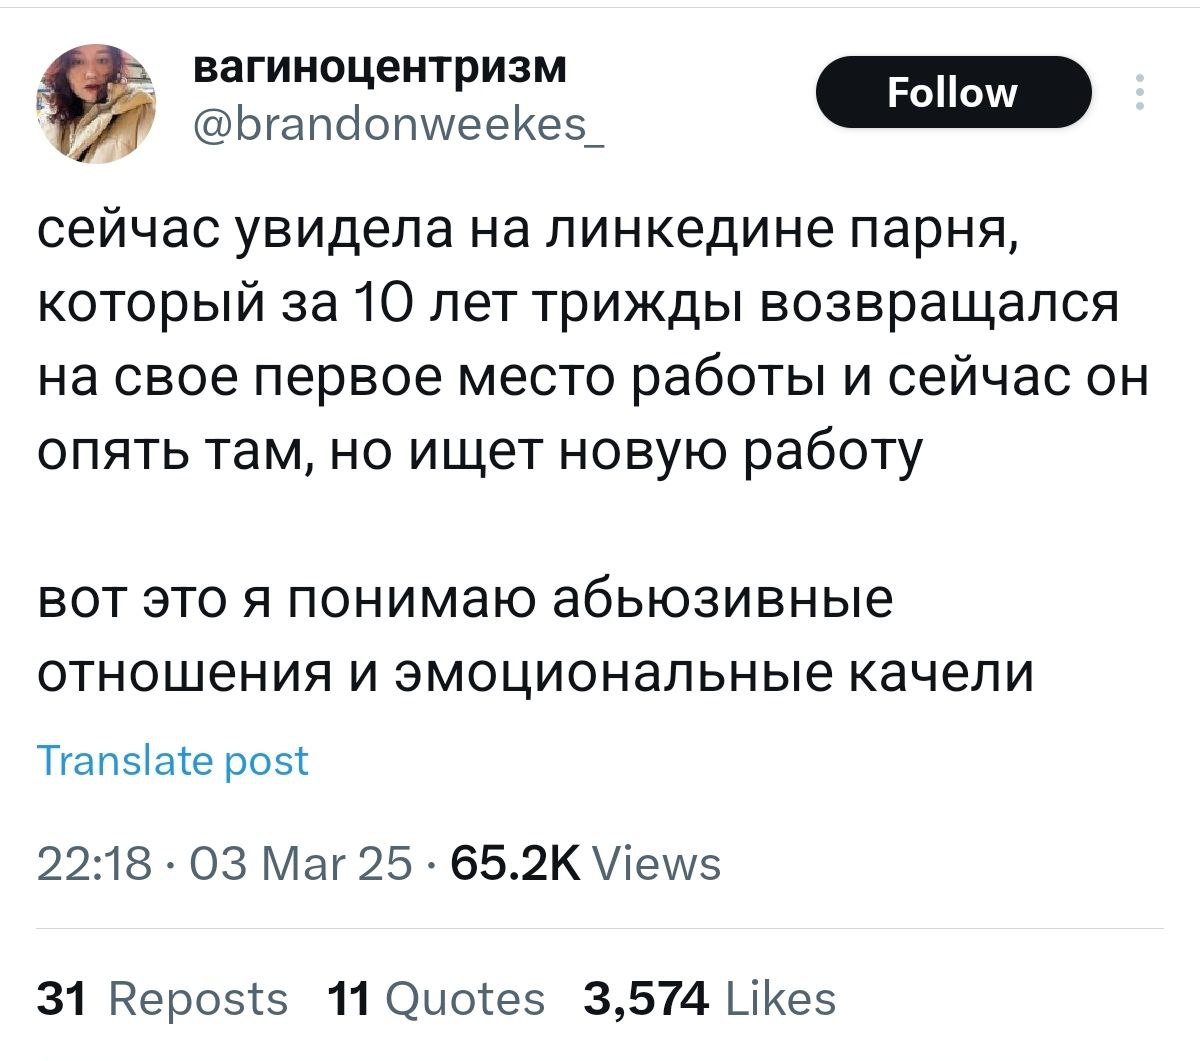 вагиноцентризм
@brandonweekes_
Follow
сейчас увидела на линкедине парня,
который за 10 лет трижды возвращался
на свое первое место работы и сейчас он
опять там, но ищет новую работу
вот это я понимаю абьюзивные
отношения и эмоциональные качели
Translate post
22:18 · 03 Mar 25 · 65.2K Views
31 Reposts 11 Quotes 3,574 Likes